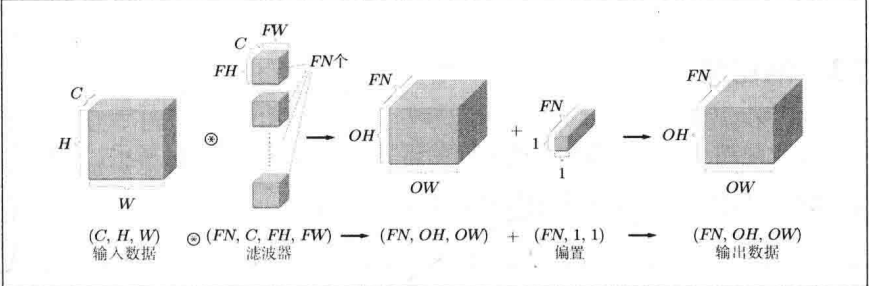 FW
C
FH
FN个
C
H
W
⊛
FN
OH
OW
+
FN
1
1
FN
OH
OW
(C, H, W) ⊛ (FN, C, FH, FW) → (FN, OH, OW) + (FN, 1, 1) → (FN, OH, OW)
输入数据 滤波器 偏置 输出数据